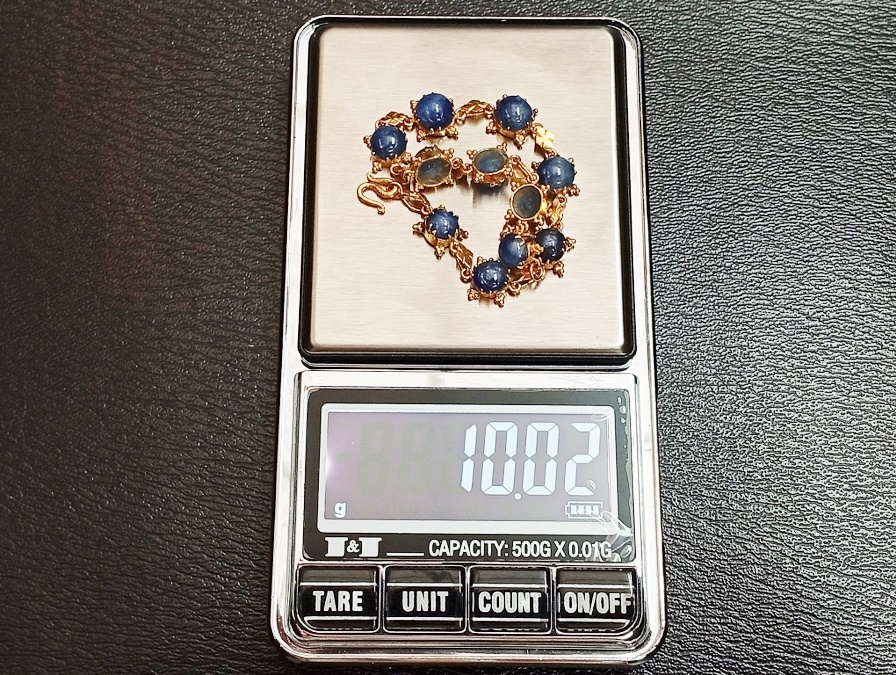 10.02
g
I&I CAPACITY: 500G X 0.01G
TARE UNIT COUNT ON/OFF